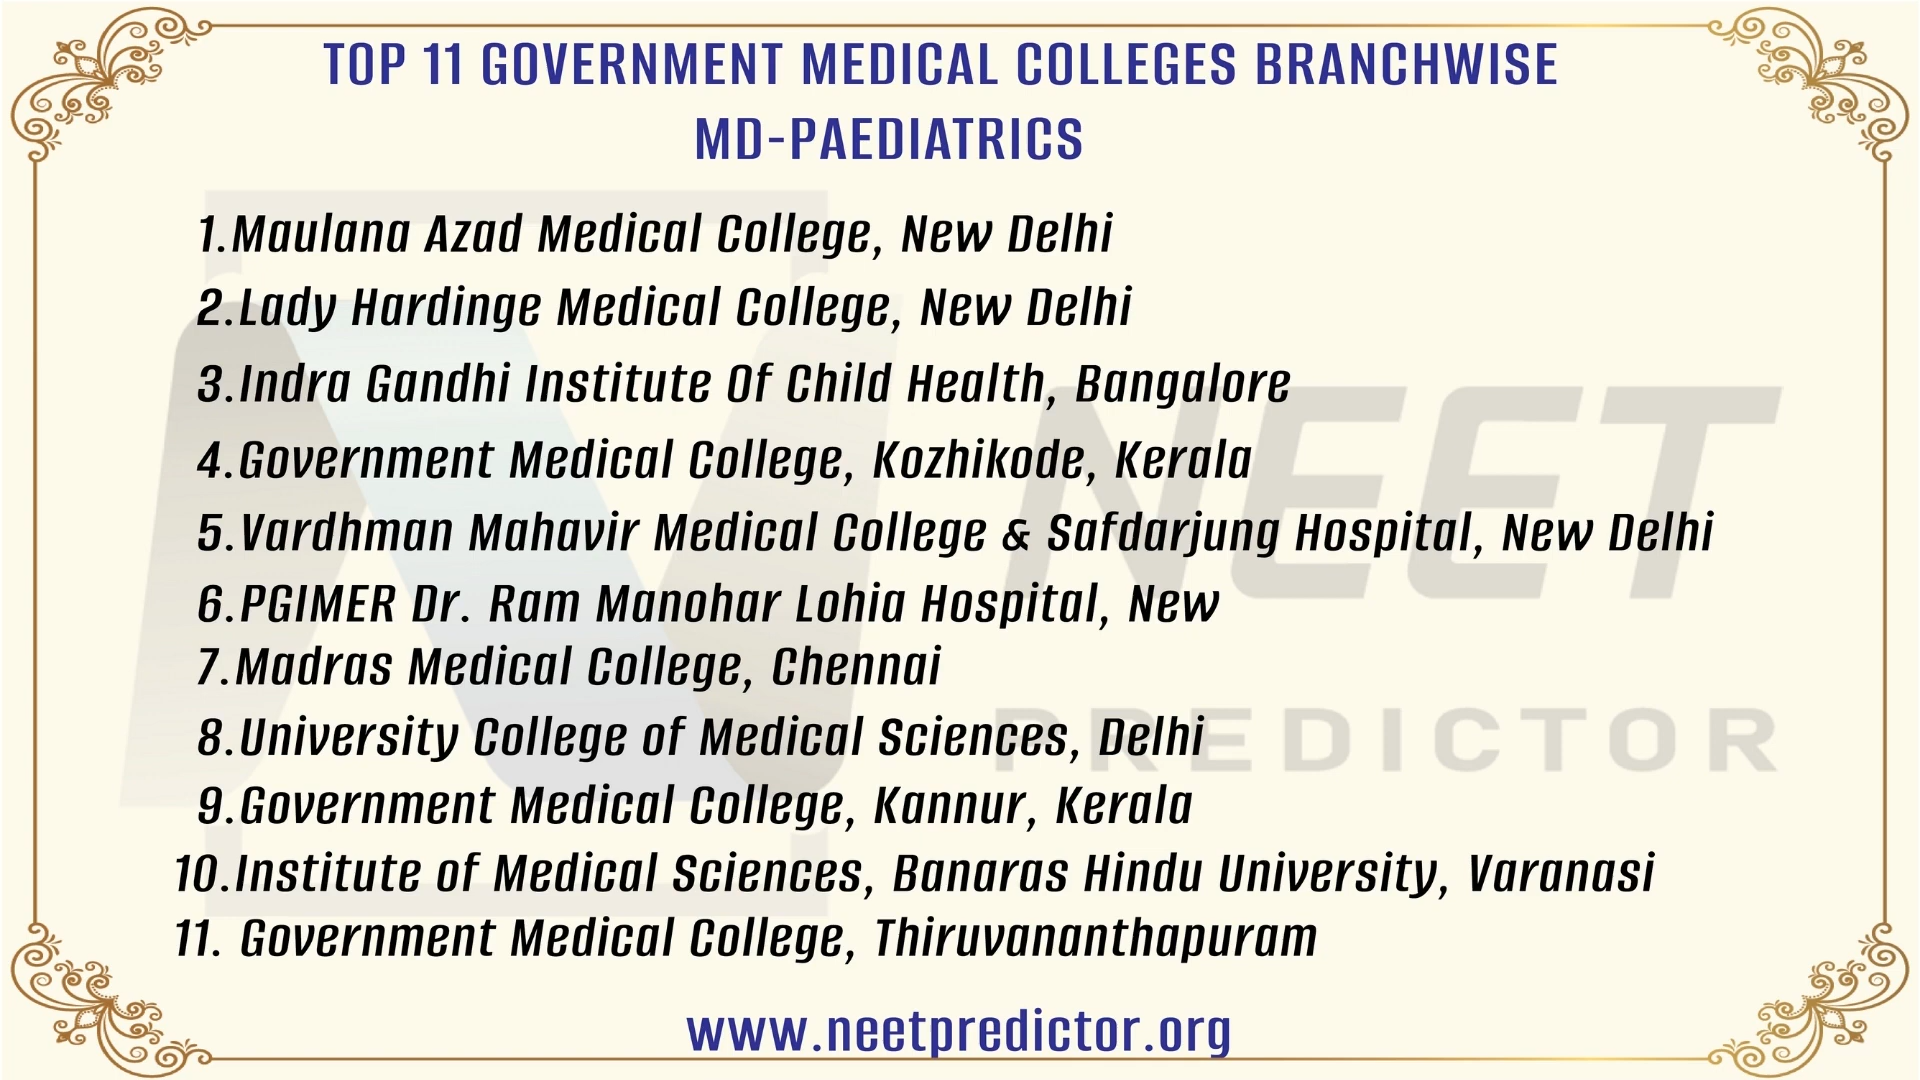 TOP 11 GOVERNMENT MEDICAL COLLEGES BRANCHWISE
MD-PAEDIATRICS
1.Maulana Azad Medical College, New Delhi
2.Lady Hardinge Medical College, New Delhi
3.Indra Gandhi Institute Of Child Health, Bangalore
4.Government Medical College, Kozhikode, Kerala
5.Vardhman Mahavir Medical College & Safdarjung Hospital, New Delhi
6.PGIMER Dr. Ram Manohar Lohia Hospital, New
7.Madras Medical College, Chennai
8.University College of Medical Sciences, Delhi
9.Government Medical College, Kannur, Kerala
10.Institute of Medical Sciences, Banaras Hindu University, Varanasi
11. Government Medical College, Thiruvananthapuram
NEET
PREDICTOR
www.neetpredictor.org